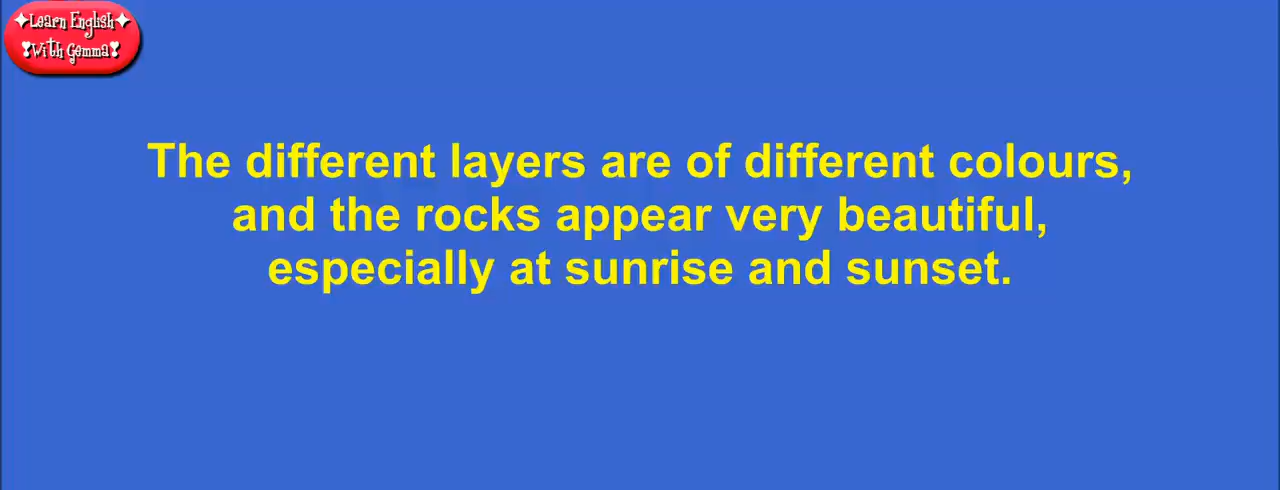 ✦Learn English✦
❣With Gemma❣
The different layers are of different colours,
and the rocks appear very beautiful,
especially at sunrise and sunset.